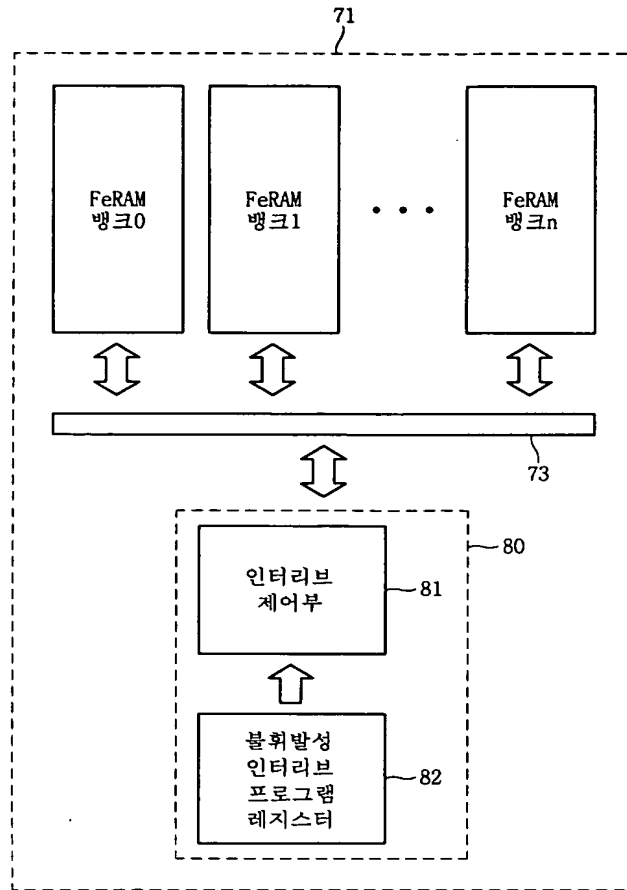 71
FeRAM
뱅크0
FeRAM
뱅크1
• • •
FeRAM
뱅크n
73
80
인터리브
제어부
81
불휘발성
인터리브
프로그램
레지스터
82